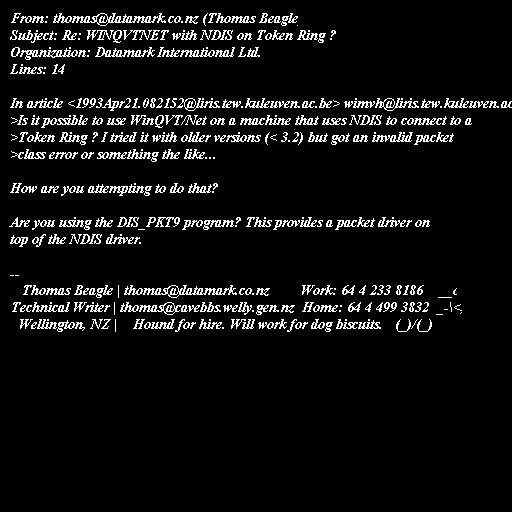 From: thomas@datamark.co.nz (Thomas Beagle
Subject: Re: WINQVTNET with NDIS on Token Ring ?
Organization: Datamark International Ltd.
Lines: 14

In article <1993Apr21.082152@liris.tew.kuleuven.ac.be> wimvh@liris.tew.kuleuven.ac
>Is it possible to use WinQVT/Net on a machine that uses NDIS to connect to a
>Token Ring ? I tried it with older versions (< 3.2) but got an invalid packet
>class error or something the like...

How are you attempting to do that?

Are you using the DIS_PKT9 program? This provides a packet driver on
top of the NDIS driver.

--
Thomas Beagle | thomas@datamark.co.nz Work: 64 4 233 8186 __c
Technical Writer | thomas@cavebbs.welly.gen.nz Home: 64 4 499 3832 _-\<,
Wellington, NZ | Hound for hire. Will work for dog biscuits. (_)/(_)